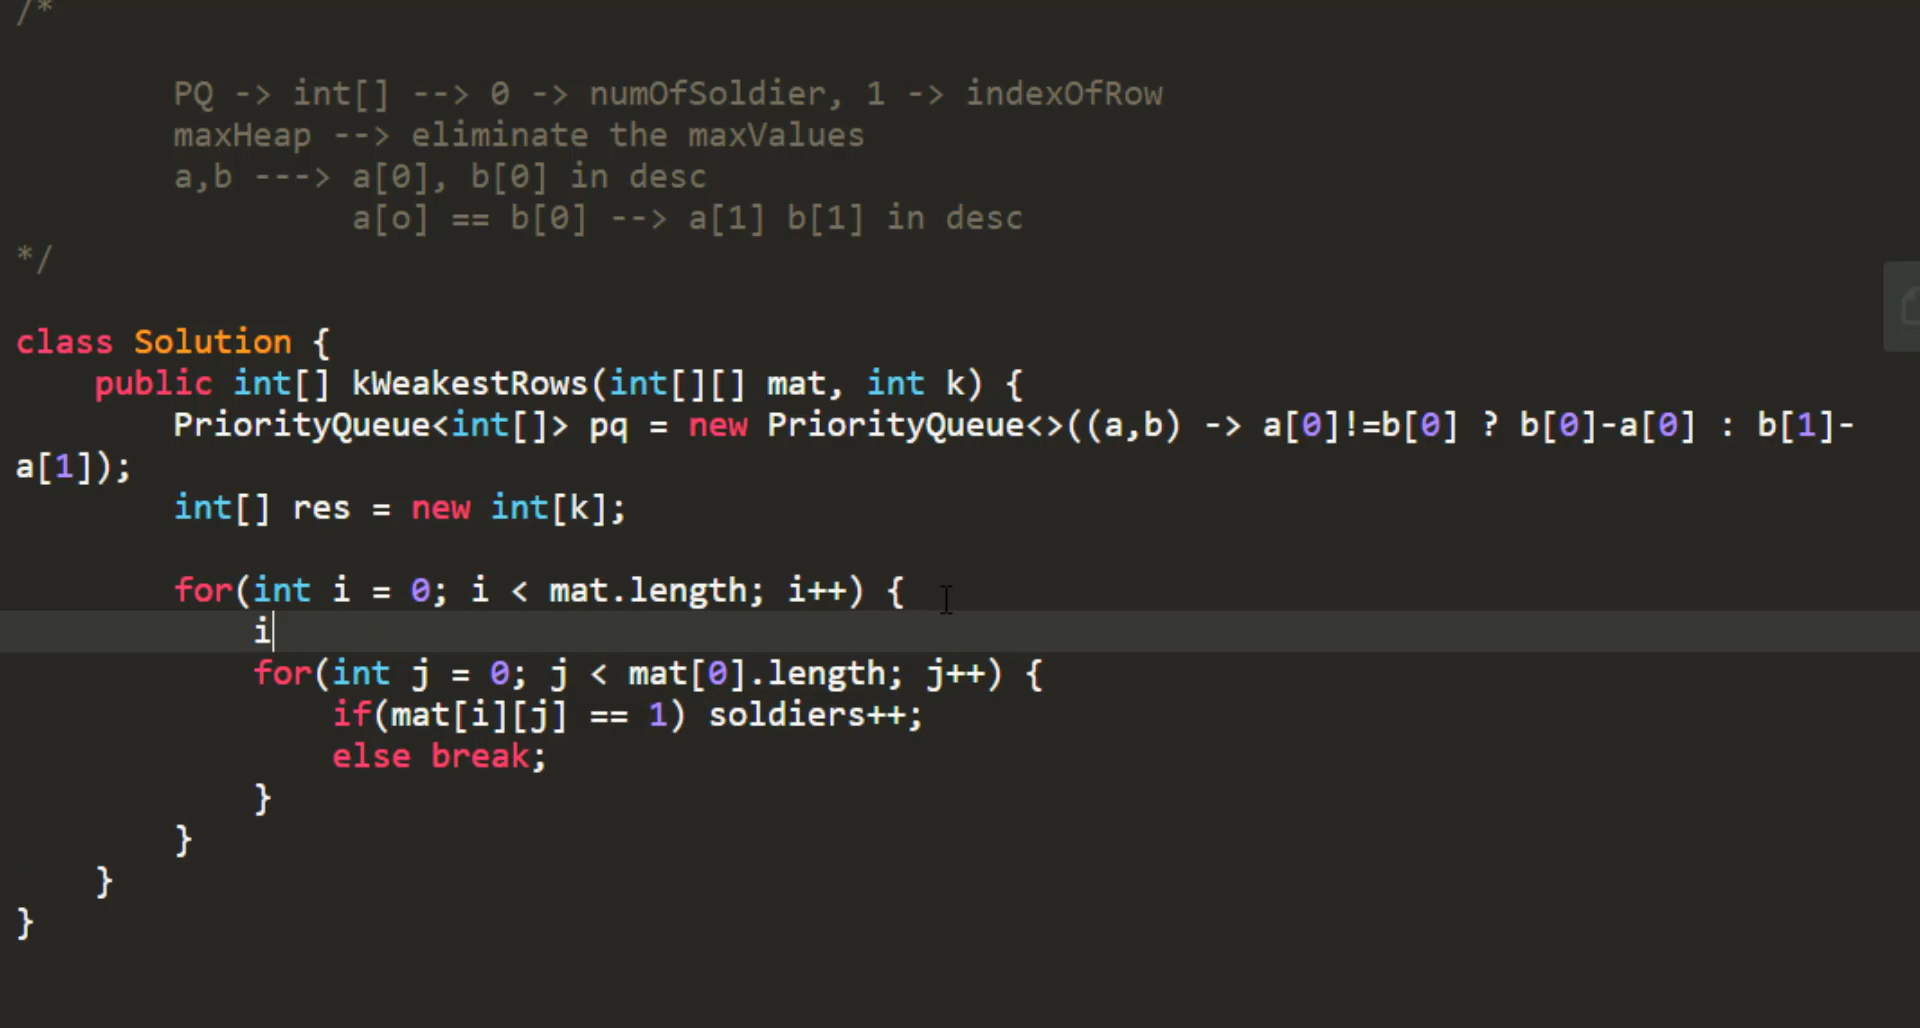 /*
PQ -> int[] --> 0 -> numOfSoldier, 1 -> indexOfRow
maxHeap --> eliminate the maxValues
a,b ---> a[0], b[0] in desc
a[o] == b[0] --> a[1] b[1] in desc
*/
class Solution {
public int[] kWeakestRows(int[][] mat, int k) {
PriorityQueue<int[]> pq = new PriorityQueue<>((a,b) -> a[0]!=b[0] ? b[0]-a[0] : b[1]-
a[1]);
int[] res = new int[k];
for(int i = 0; i < mat.length; i++) {
i
for(int j = 0; j < mat[0].length; j++) {
if(mat[i][j] == 1) soldiers++;
else break;
}
}
}
}